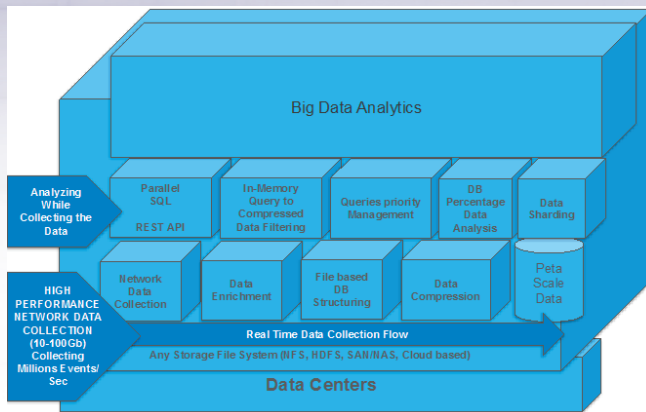 Big Data Analytics
Analyzing
While
Collecting the
Data
Parallel
SQL
REST API
In-Memory
Query to
Compressed
Data Filtering
Queries priority
Management
DB
Percentage
Data
Analysis
Data
Sharding
HIGH
PERFORMANCE
NETWORK DATA
COLLECTION
(10-100Gb)
Collecting
Millions Events/
Sec
Network
Data
Collection
Data
Enrichment
File based
DB
Structuring
Data
Compression
Peta
Scale
Data
Real Time Data Collection Flow
Any Storage File System (NFS, HDFS, SAN/NAS, Cloud based)
Data Centers